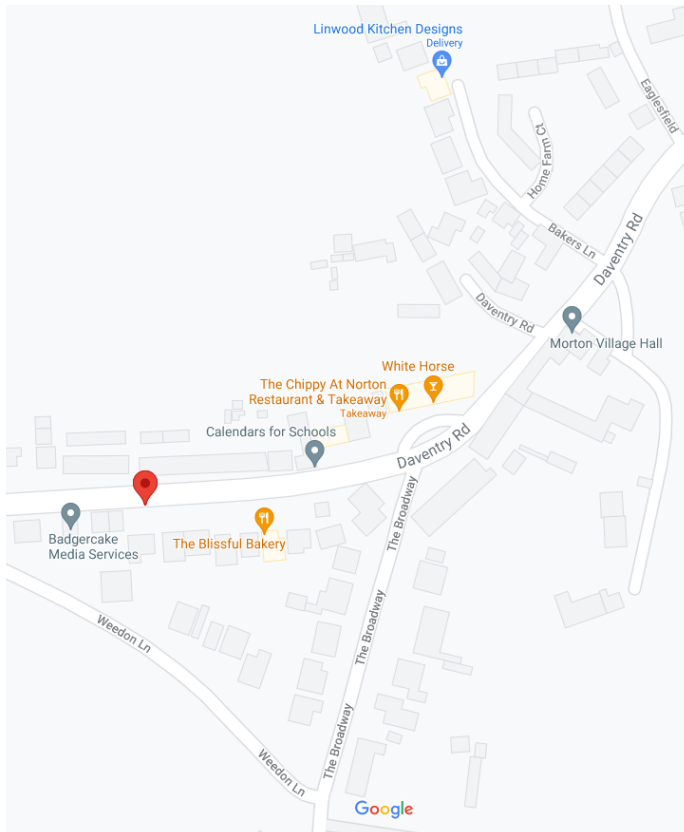 Linwood Kitchen Designs
Delivery
Eaglesfield
Home Farm Ct
Bakers Ln
Daventry Rd
Daventry Rd
Morton Village Hall
White Horse
The Chippy At Norton
Restaurant & Takeaway
Takeaway
Calendars for Schools
Daventry Rd
The Broadway
Badgercake
Media Services
The Blissful Bakery
The Broadway
Weedon Ln
The Broadway
Weedon Ln
Google